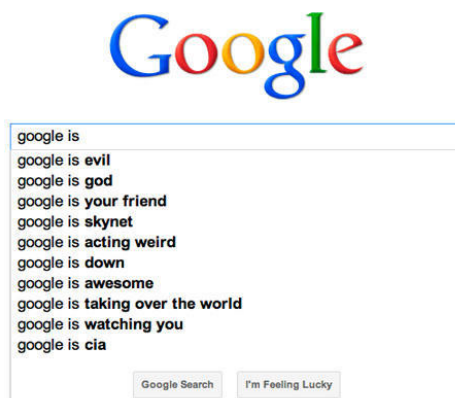 Google
google is
google is evil
google is god
google is your friend
google is skynet
google is acting weird
google is down
google is awesome
google is taking over the world
google is watching you
google is cia
Google Search I'm Feeling Lucky